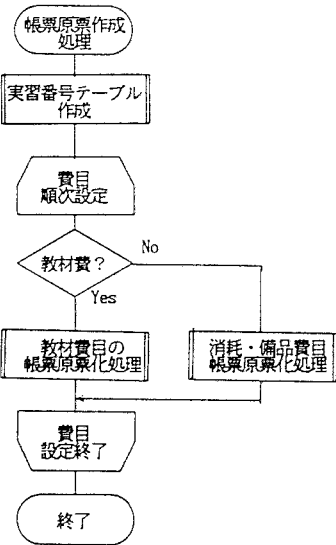 帳票原票作成
処理
実習番号テーブル
作成
費目
順次設定
教材費？
No
Yes
教材費目の
帳票原票化処理
消耗・備品費目
帳票原票化処理
費目
設定終了
終了